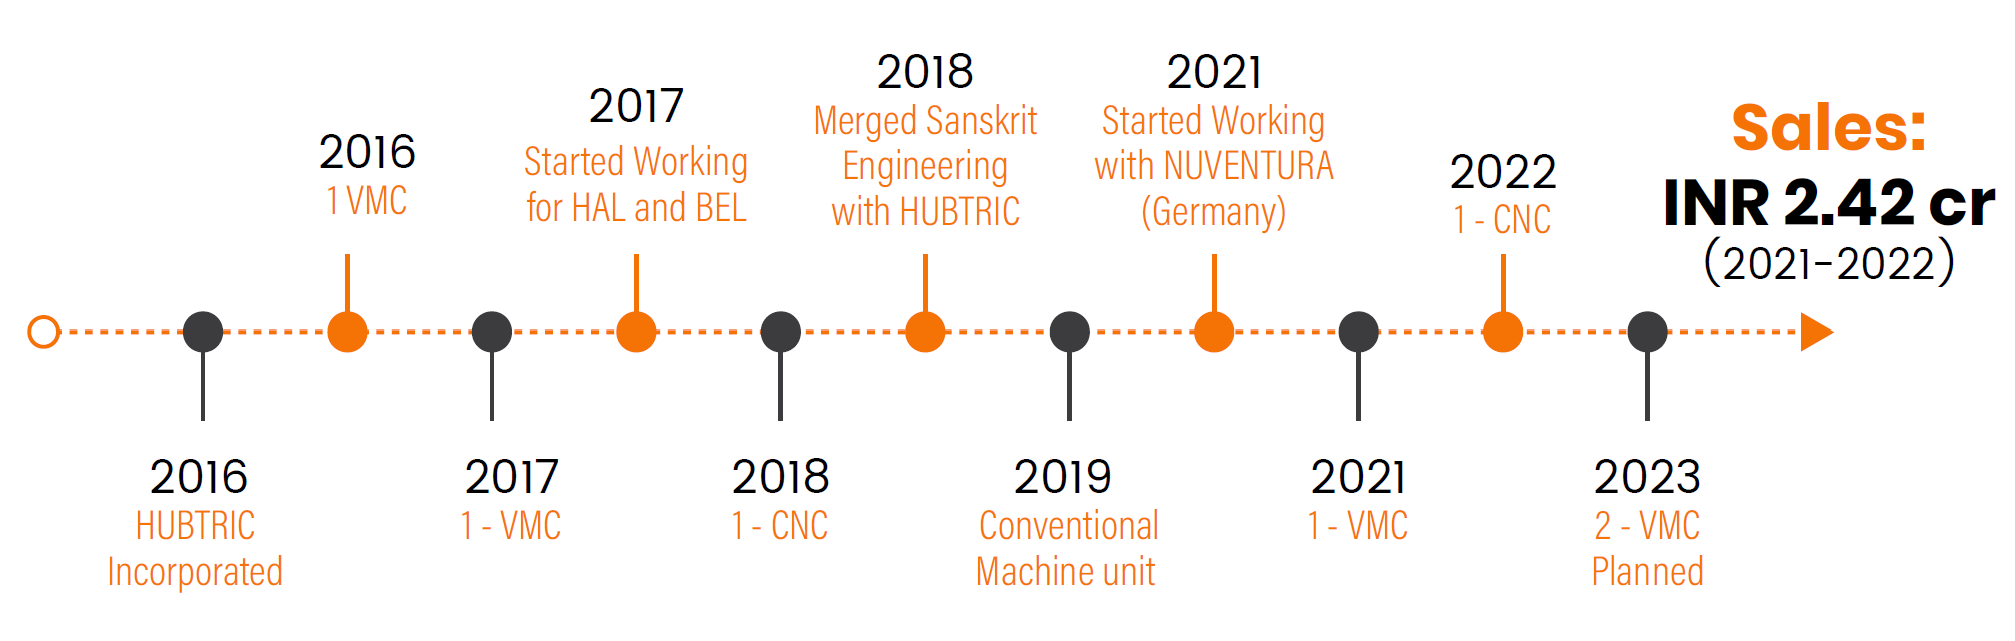 2016
1 VMC
2017
Started Working
for HAL and BEL
2018
Merged Sanskrit
Engineering
with HUBTRIC
2021
Started Working
with NUVENTURA
(Germany)
2022
1 - CNC
Sales:
INR 2.42 cr
(2021-2022)
2016
HUBTRIC
Incorporated
2017
1 - VMC
2018
1 - CNC
2019
Conventional
Machine unit
2021
1 - VMC
2023
2 - VMC
Planned